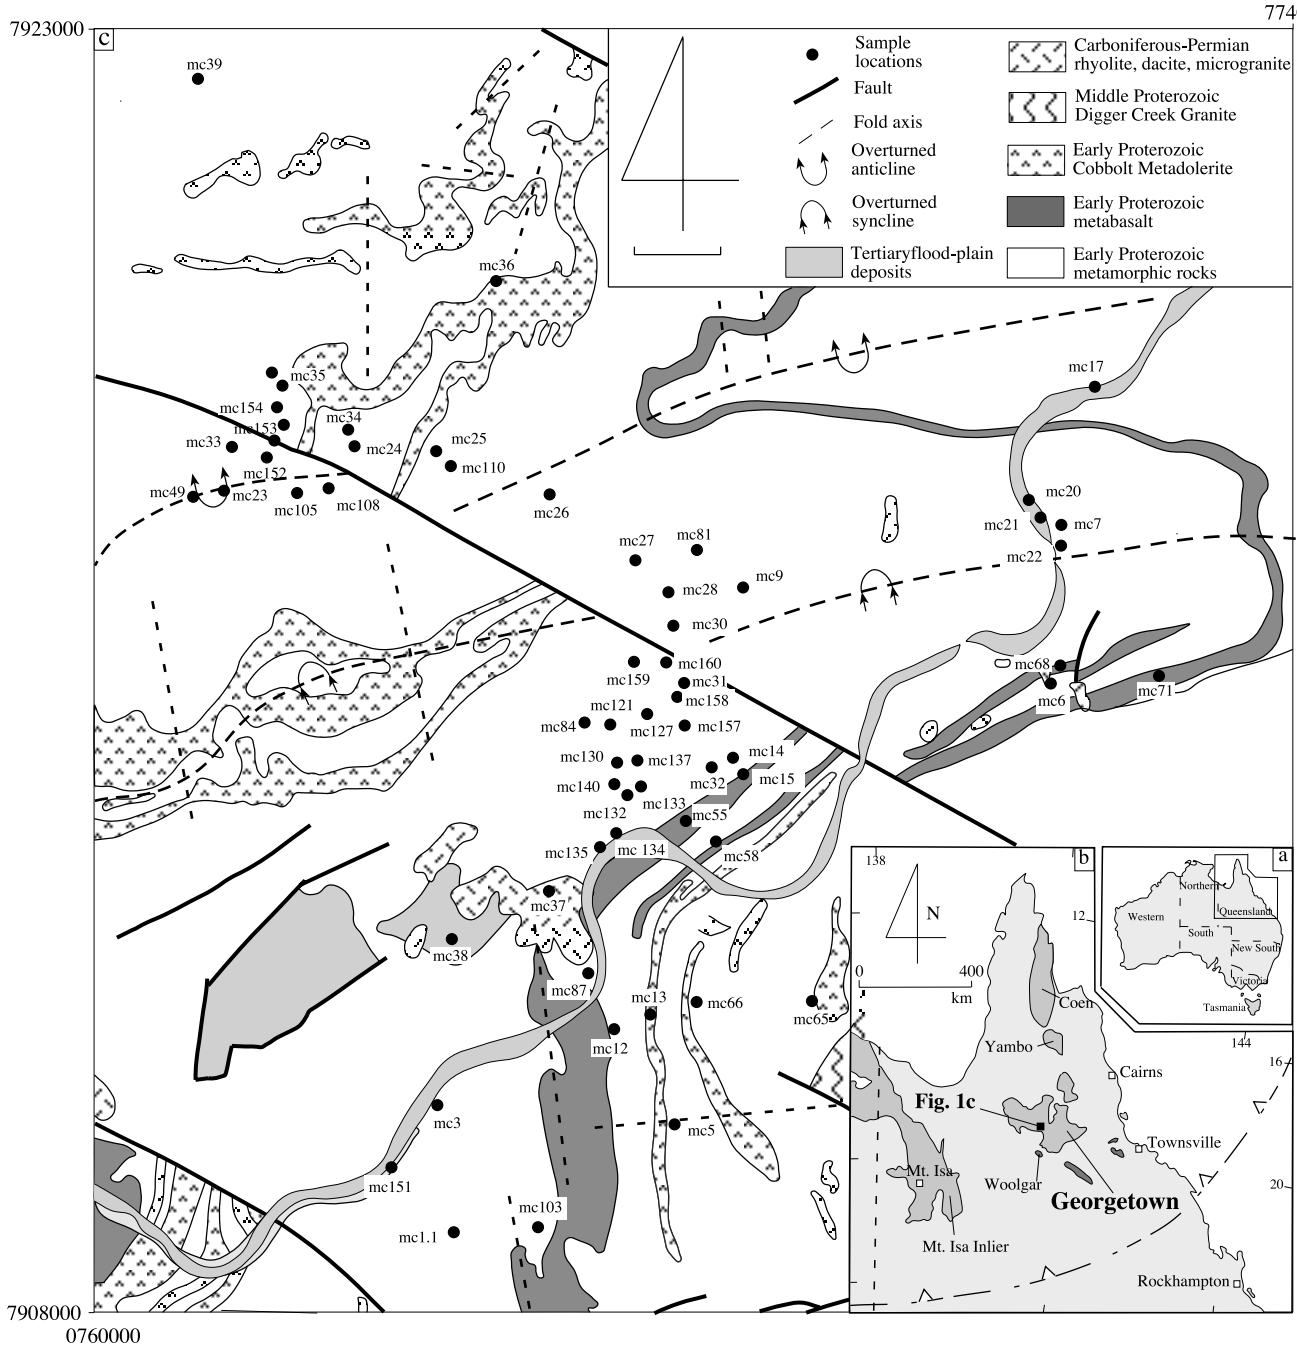 774
7923000
c
mc39
Sample
locations
Fault
Fold axis
Overturned
anticline
Overturned
syncline
Tertiaryflood-plain
deposits
Carboniferous-Permian
rhyolite, dacite, microgranite
Middle Proterozoic
Digger Creek Granite
Early Proterozoic
Cobbolt Metadolerite
Early Proterozoic
metabasalt
Early Proterozoic
metamorphic rocks
mc36
mc17
mc35
mc154
mc34
mc153
mc33
mc24
mc25
mc152
mc110
mc49
mc23
mc105
mc108
mc26
mc20
mc21
mc7
mc22
mc27
mc81
mc28
mc9
mc30
mc160
mc159
mc31
mc158
mc68
mc6
mc71
mc121
mc84
mc127
mc157
mc130
mc137
mc14
mc32
mc15
mc140
mc133
mc132
mc55
mc135
mc 134
mc58
mc37
mc38
mc87
mc13
mc66
mc65
mc12
mc3
mc5
mc151
mc103
mc1.1
7908000
0760000
138
b
N
12
0
400
km
Coen
Yambo
Cairns
Fig. 1c
Townsville
Mt. Isa
Woolgar
Georgetown
Mt. Isa Inlier
Rockhampton
144
16
20
a
Northern
Western
Queensland
South
New South
Victoria
Tasmania